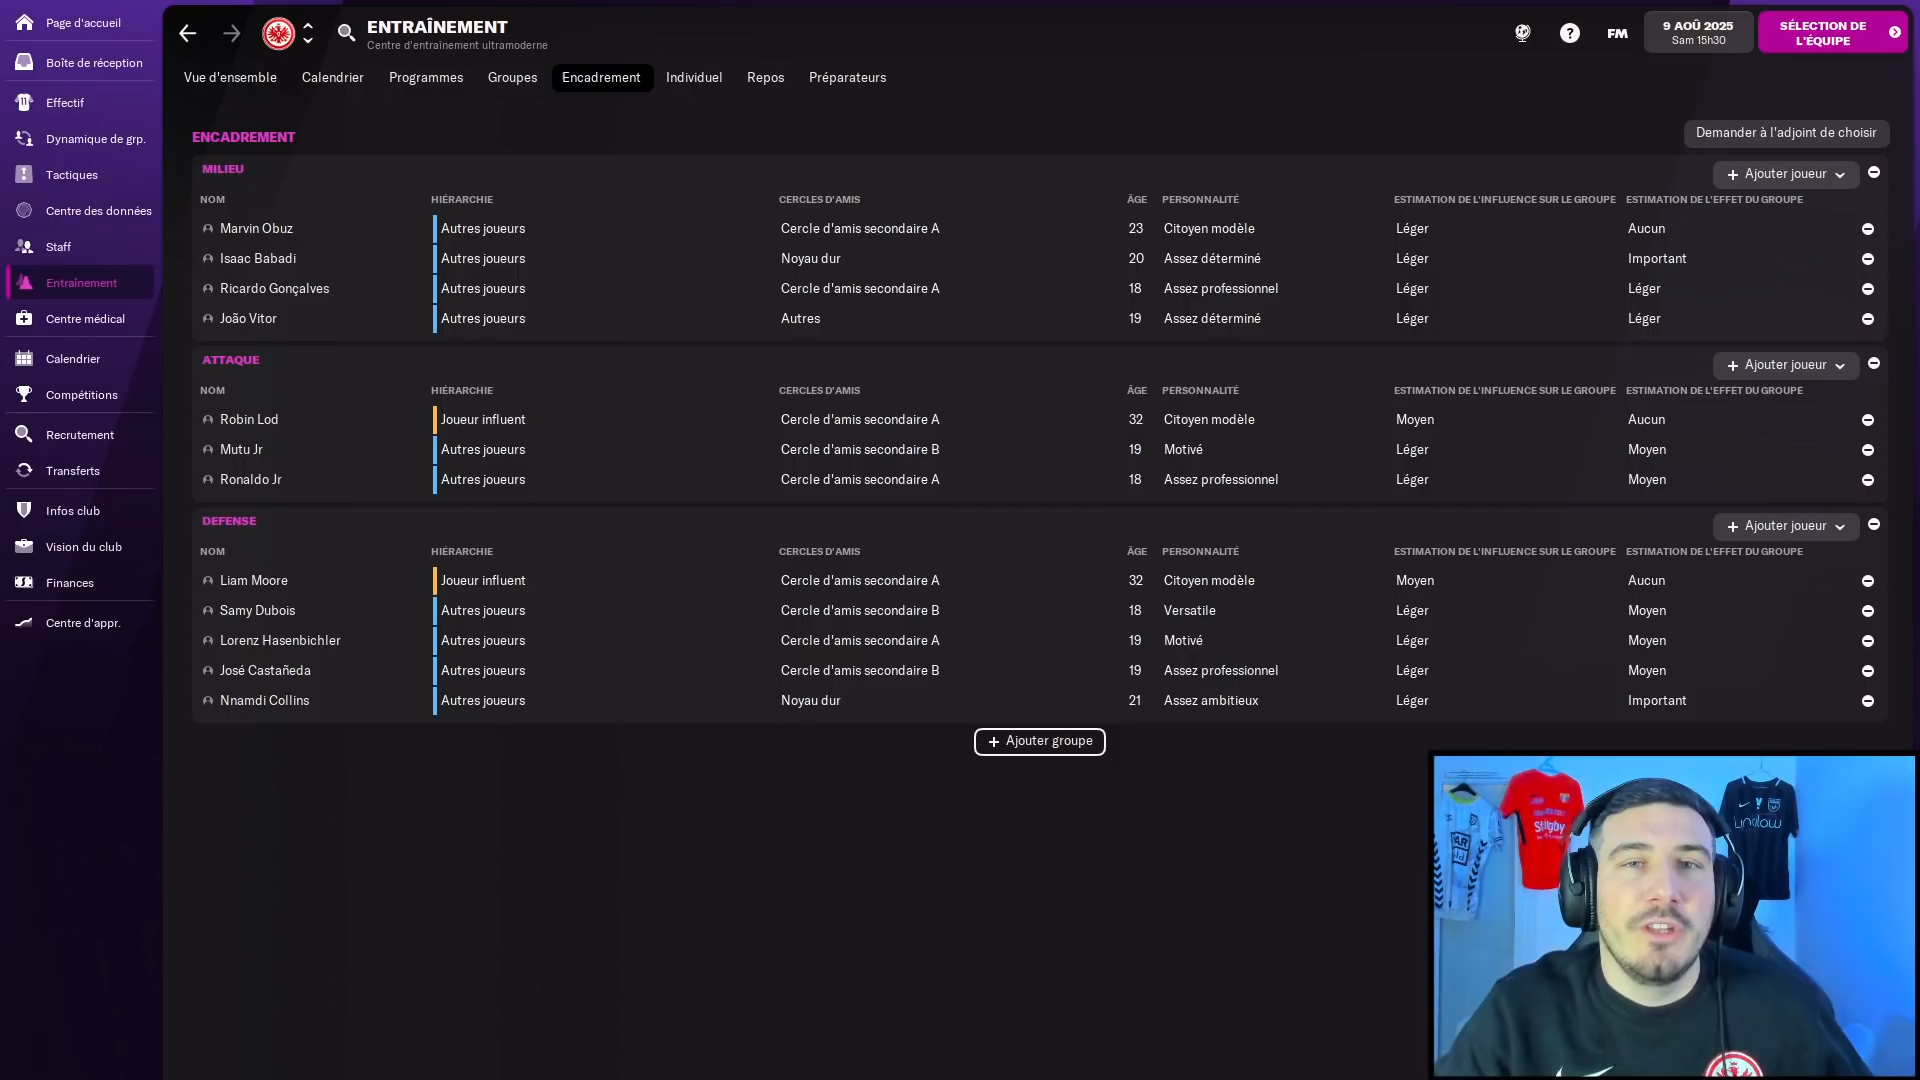 Page d'accueil
Boîte de réception
Effectif
Dynamique de grp.
Tactiques
Centre des données
Staff
Entraînement
Centre médical
Calendrier
Compétitions
Recrutement
Transferts
Infos club
Vision du club
Finances
Centre d'appr.
ENTRAÎNEMENT
Centre d'entraînement ultramoderne
? FM
9 AOÛ 2025
Sam 15h30
SÉLECTION DE
L'ÉQUIPE
Vue d'ensemble Calendrier Programmes Groupes Encadrement Individuel Repos Préparateurs
ENCADREMENT
Demander à l'adjoint de choisir
MILIEU
+ Ajouter joueur
NOM HIÉRARCHIE CERCLES D'AMIS ÂGE PERSONNALITÉ ESTIMATION DE L'INFLUENCE SUR LE GROUPE ESTIMATION DE L'EFFET DU GROUPE
Marvin Obuz Autres joueurs Cercle d'amis secondaire A 23 Citoyen modèle Léger Aucun
Isaac Babadi Autres joueurs Noyau dur 20 Assez déterminé Léger Important
Ricardo Gonçalves Autres joueurs Cercle d'amis secondaire A 18 Assez professionnel Léger Léger
João Vitor Autres joueurs Autres 19 Assez déterminé Léger Léger
ATTAQUE
+ Ajouter joueur
NOM HIÉRARCHIE CERCLES D'AMIS ÂGE PERSONNALITÉ ESTIMATION DE L'INFLUENCE SUR LE GROUPE ESTIMATION DE L'EFFET DU GROUPE
Robin Lod Joueur influent Cercle d'amis secondaire A 32 Citoyen modèle Moyen Aucun
Mutu Jr Autres joueurs Cercle d'amis secondaire B 19 Motivé Léger Moyen
Ronaldo Jr Autres joueurs Cercle d'amis secondaire A 18 Assez professionnel Léger Moyen
DEFENSE
+ Ajouter joueur
NOM HIÉRARCHIE CERCLES D'AMIS ÂGE PERSONNALITÉ ESTIMATION DE L'INFLUENCE SUR LE GROUPE ESTIMATION DE L'EFFET DU GROUPE
Liam Moore Joueur influent Cercle d'amis secondaire A 32 Citoyen modèle Moyen Aucun
Samy Dubois Autres joueurs Cercle d'amis secondaire B 18 Versatile Léger Moyen
Lorenz Hasenbichler Autres joueurs Cercle d'amis secondaire A 19 Motivé Léger Moyen
José Castañeda Autres joueurs Cercle d'amis secondaire B 19 Assez professionnel Léger Moyen
Nnamdi Collins Autres joueurs Noyau dur 21 Assez ambitieux Léger Important
+ Ajouter groupe